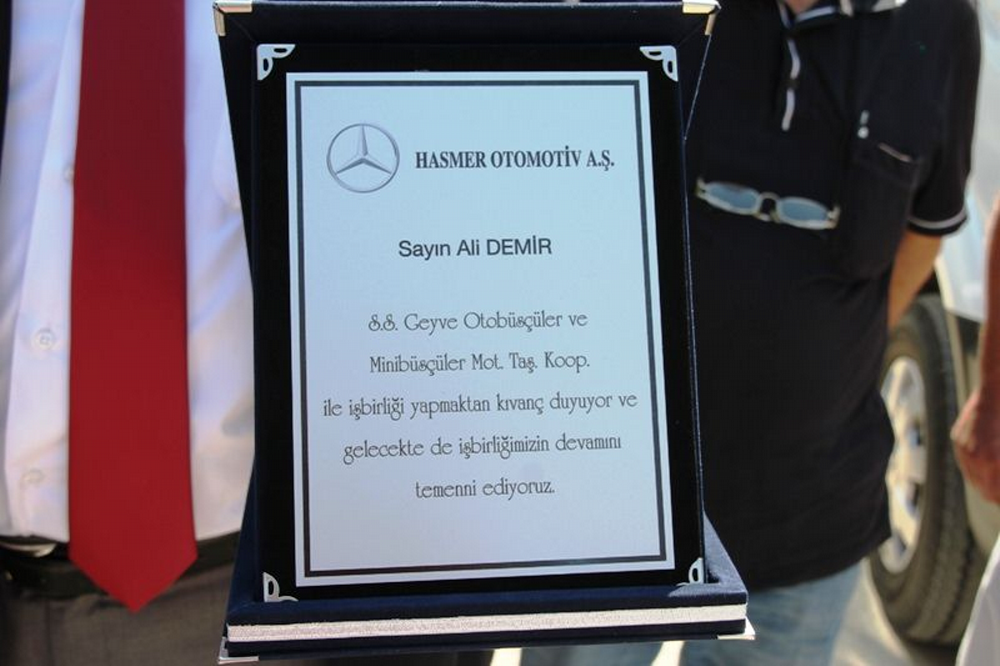 HASMER OTOMOTİV A.Ş.
Sayın Ali DEMİR
S.S. Geyve Otobüsçüler ve
Minibüsçüler Mot. Taş. Koop.
ile işbirliği yapmaktan kıvanç duyuyor ve
gelecekte de işbirliğimizin devamını
temenni ediyoruz.